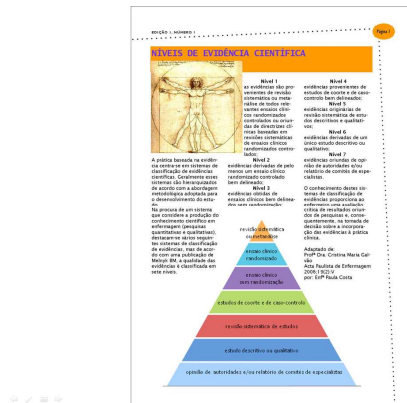 EDIÇÃO I, NÚMERO I
Página 1
NÍVEIS DE EVIDÊNCIA CIENTÍFICA
A prática baseada na evidên-
cia centra-se em sistemas de
classificação de evidências
científicas. Geralmente esses
sistemas são hierarquizados
de acordo com a abordagem
metodológica adoptada para
o desenvolvimento do estu-
do.
Na procura de um sistema
que considere a produção do
conhecimento científico em
enfermagem (pesquisas
quantitativas e qualitativas),
destacam-se vários seguin-
tes sistemas de classificação
de evidências, mas de acor-
do com uma publicação de
Melnyk BM, a qualidade das
evidências é classificada em
sete níveis.
Nível 1
as evidências são pro-
venientes de revisão
sistemática ou meta-
nálise de todos rele-
vantes ensaios clíni-
cos randomizados
controlados ou oriun-
das de directrizes clí-
nicas baseadas em
revisões sistemáticas
de ensaios clínicos
randomizados contro-
lados;
Nível 2
evidências derivadas de pelo
menos um ensaio clínico
randomizado controlado
bem delineado;
Nível 3
evidências obtidas de
ensaios clínicos bem delinea-
dos sem randomização
Nível 4
evidências provenientes de
estudos de coorte e de caso-
controlo bem delineados;
Nível 5
evidências originárias de
revisão sistemática de estu-
dos descritivos e qualitati-
vos;
Nível 6
evidências derivadas de um
único estudo descritivo ou
qualitativo;
Nível 7
evidências oriundas de opi-
nião de autoridades e/ou
relatório de comités de espe-
cialistas.
O conhecimento destes sis-
temas de classificação de
evidências proporciona ao
enfermeiro uma avaliação
crítica de resultados oriun-
dos de pesquisas e, conse-
quentemente, na tomada de
decisão sobre a incorpora-
ção das evidências à prática
clínica.
Adaptado de:
Profª Dra. Cristina Maria Gal-
vão
Acta Paulista de Enfermagem
2006;19(2):V
por: Enfª Paula Costa
revisão sistemática
ou metanálise
ensaio clínico
randomizado
ensaio clínico
sem randomização
estudos de coorte e de caso-controlo
revisão sistemática de estudos
estudo descritivo ou qualitativo
opinião de autoridades e/ou relatório de comités de especialistas